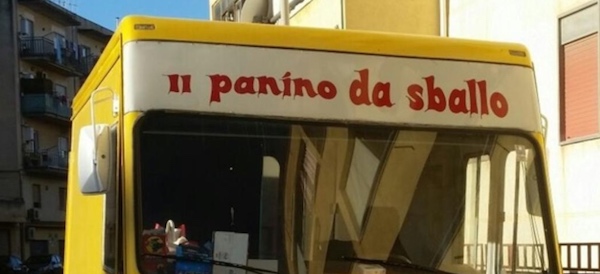 Il panino da sballo